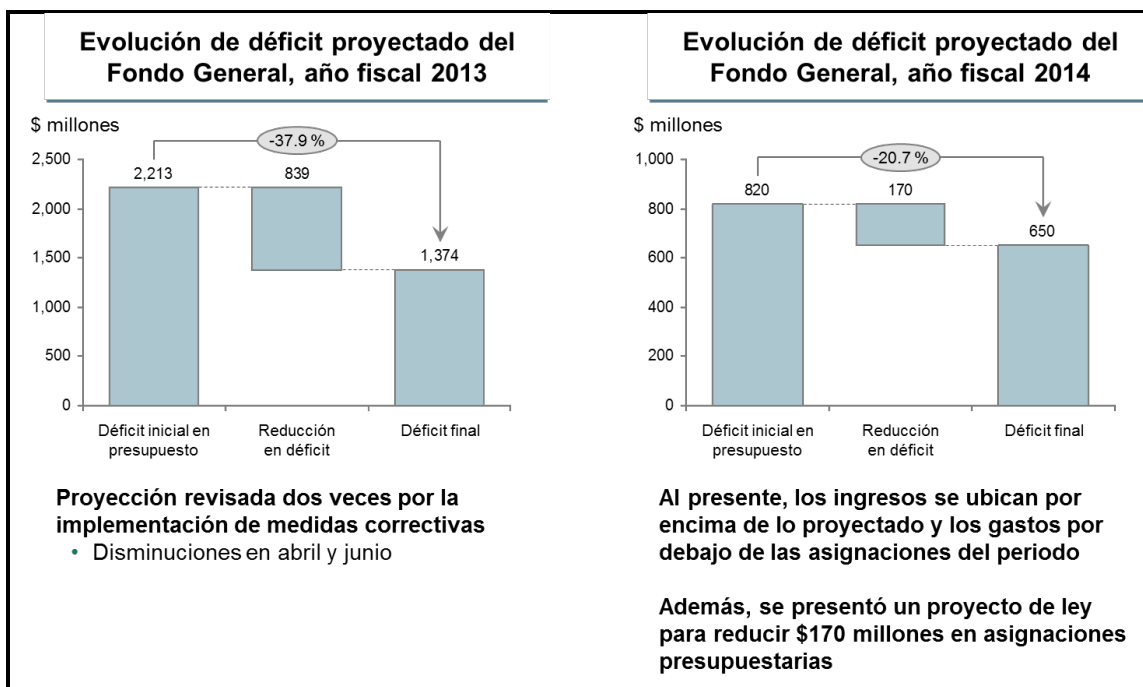 Evolución de déficit proyectado del
Fondo General, año fiscal 2013
$ millones
-37.9 %
2,500
2,000
1,500
1,000
500
0
2,213
839
1,374
Déficit inicial en
presupuesto
Reducción
en déficit
Déficit final
Proyección revisada dos veces por la
implementación de medidas correctivas
• Disminuciones en abril y junio
Evolución de déficit proyectado del
Fondo General, año fiscal 2014
$ millones
-20.7 %
1,000
800
600
400
200
0
820
170
650
Déficit inicial en
presupuesto
Reducción
en déficit
Déficit final
Al presente, los ingresos se ubican por
encima de lo proyectado y los gastos por
debajo de las asignaciones del periodo
Además, se presentó un proyecto de ley
para reducir $170 millones en asignaciones
presupuestarias